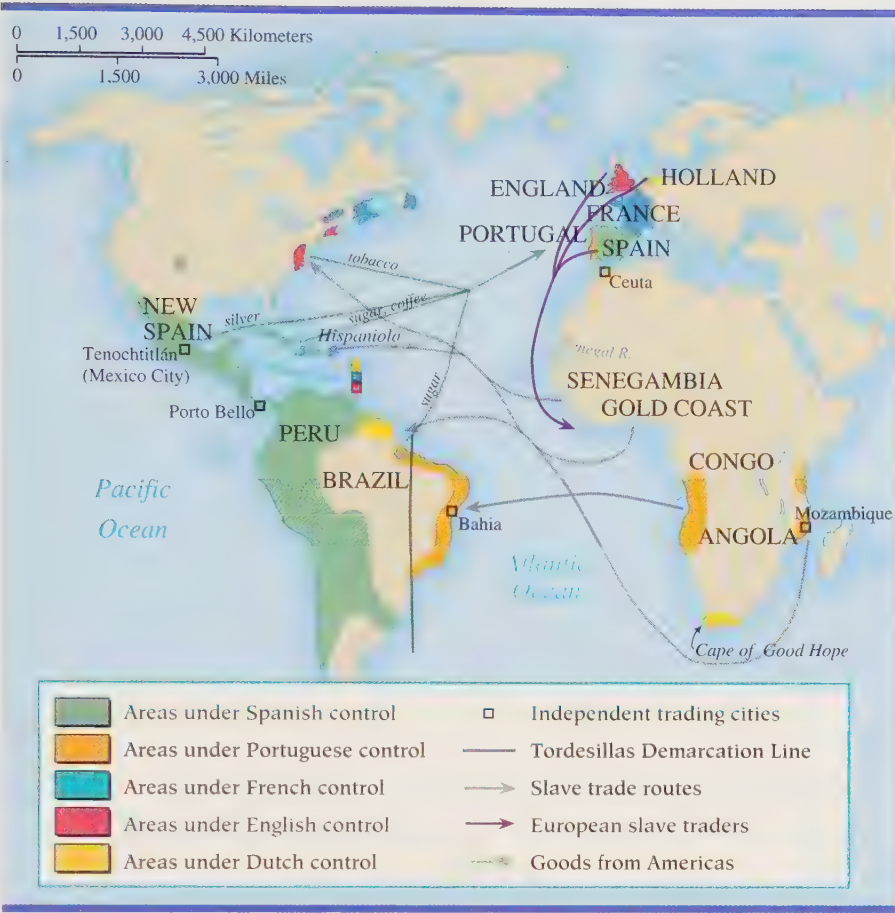 0 1,500 3,000 4,500 Kilometers
0 1,500 3,000 Miles
ENGLAND
HOLLAND
FRANCE
PORTUGAL
SPAIN
Ceuta
tobacco
sugar, coffee
silver
NEW
SPAIN
Hispaniola
Tenochtitlán
(Mexico City)
negal R.
sugar
SENEGAMBIA
GOLD COAST
Porto Bello
PERU
CONGO
BRAZIL
Pacific
Ocean
Bahia
Mozambique
ANGOLA
Atlantic
Ocean
Cape of Good Hope
Areas under Spanish control
Areas under Portuguese control
Areas under French control
Areas under English control
Areas under Dutch control
Independent trading cities
Tordesillas Demarcation Line
Slave trade routes
European slave traders
Goods from Americas